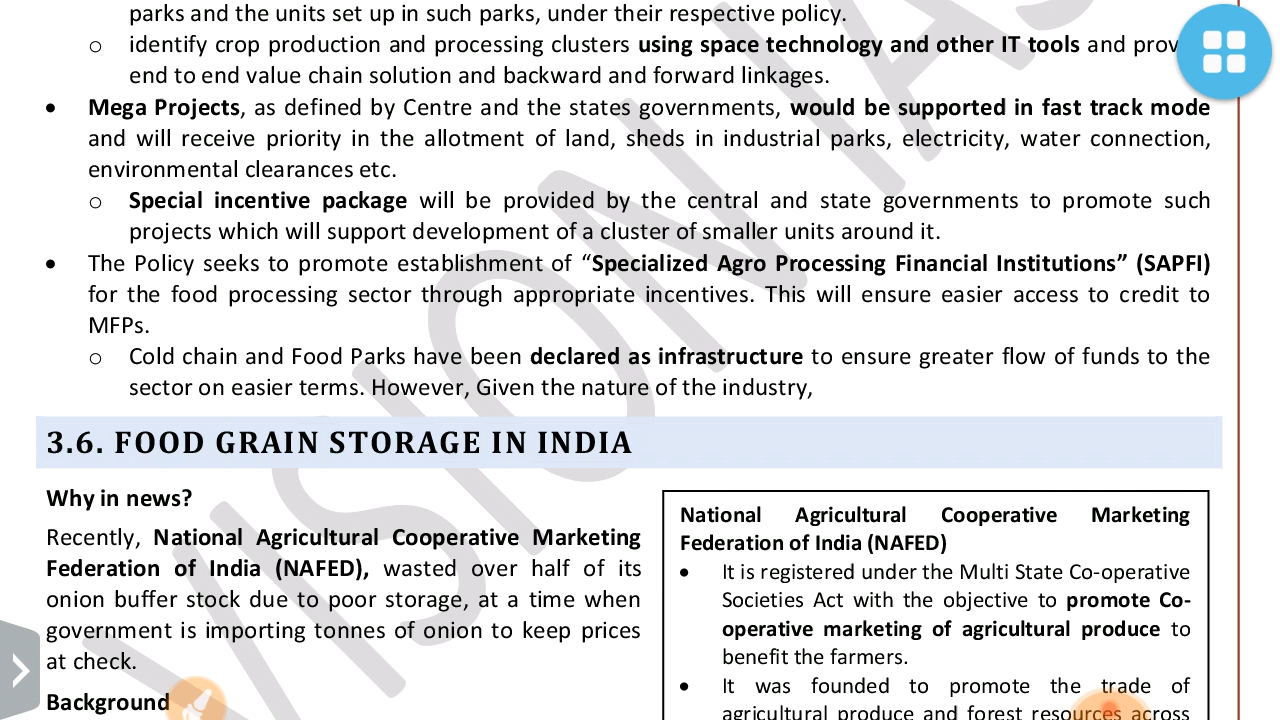 parks and the units set up in such parks, under their respective policy.
o identify crop production and processing clusters using space technology and other IT tools and
end to end value chain solution and backward and forward linkages.
• Mega Projects, as defined by Centre and the states governments, would be supported in fast track mode
and will receive priority in the allotment of land, sheds in industrial parks, electricity, water connection,
environmental clearances etc.
o Special incentive package will be provided by the central and state governments to promote such
projects which will support development of a cluster of smaller units around it.
• The Policy seeks to promote establishment of “Specialized Agro Processing Financial Institutions” (SAPFI)
for the food processing sector through appropriate incentives. This will ensure easier access to credit to
MFPs.
o Cold chain and Food Parks have been declared as infrastructure to ensure greater flow of funds to the
sector on easier terms. However, Given the nature of the industry,
3.6. FOOD GRAIN STORAGE IN INDIA
Why in news?
Recently, National Agricultural Cooperative Marketing
Federation of India (NAFED), wasted over half of its
onion buffer stock due to poor storage, at a time when
government is importing tonnes of onion to keep prices
at check.
Background
National Agricultural Cooperative Marketing
Federation of India (NAFED)
• It is registered under the Multi State Co-operative
Societies Act with the objective to promote Co-
operative marketing of agricultural produce to
benefit the farmers.
• It was founded to promote the trade of
agricultural produce and forest resources across
VISION IAS